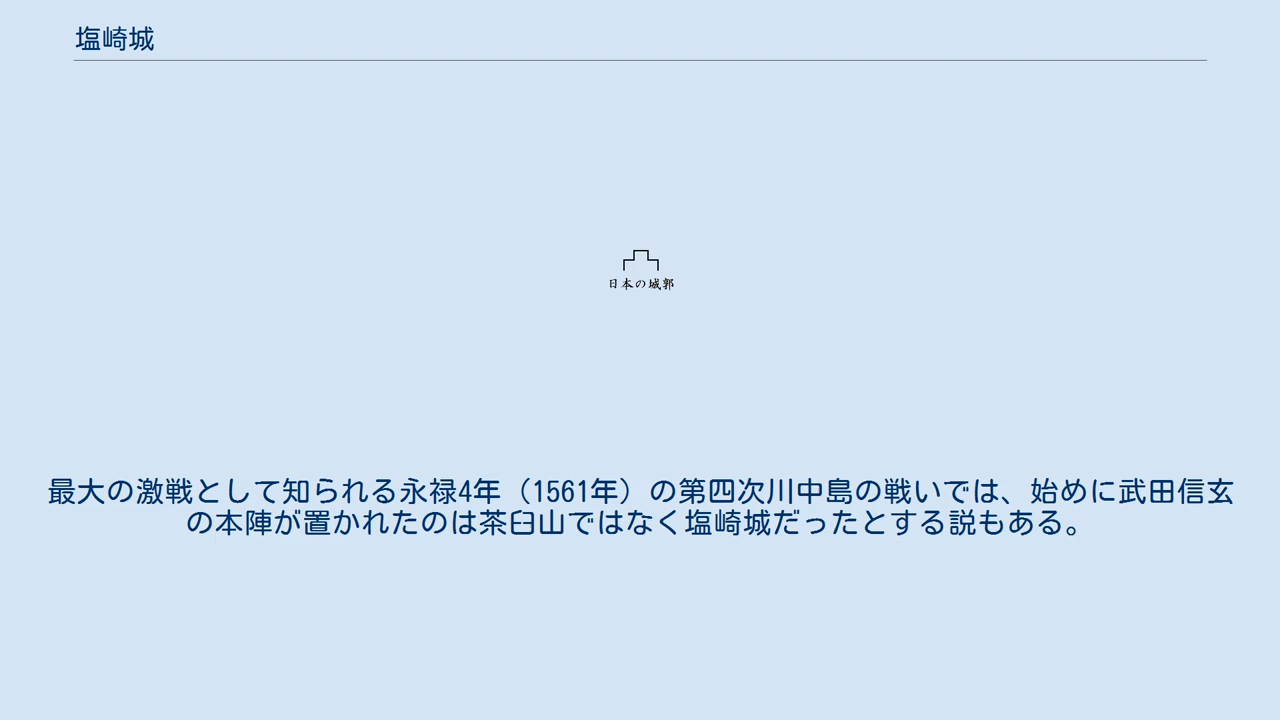 塩崎城
日本の城郭
最大の激戦として知られる永禄4年（1561年）の第四次川中島の戦いでは、始めに武田信玄
の本陣が置かれたのは茶臼山ではなく塩崎城だったとする説もある。